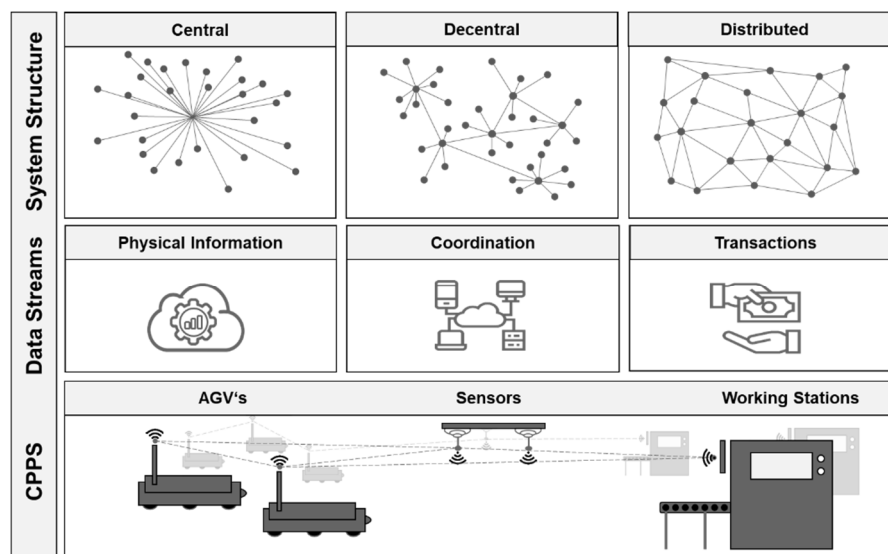 System Structure
Central
Decentral
Distributed
Data Streams
Physical Information
Coordination
Transactions
CPPS
AGV‘s
Sensors
Working Stations